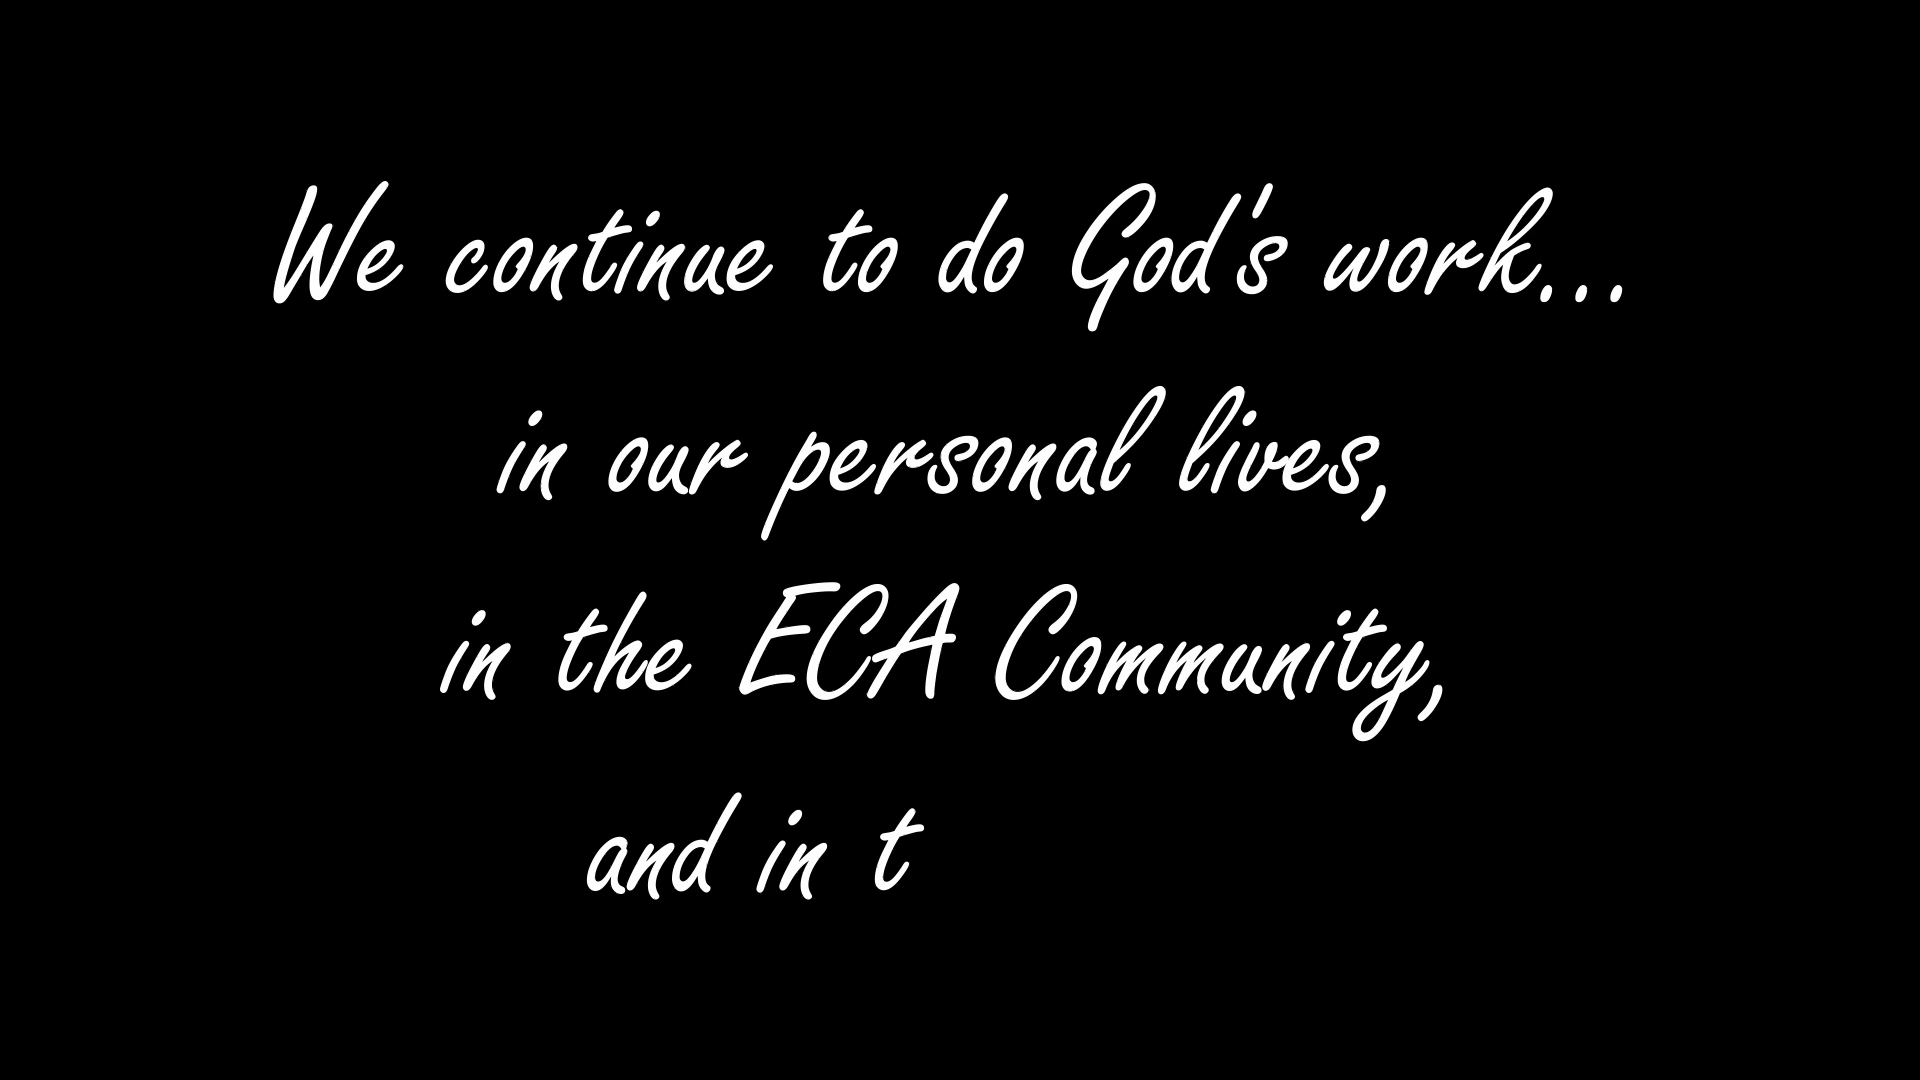 We continue to do God's work...
in our personal lives,
in the ECA Community,
and in t